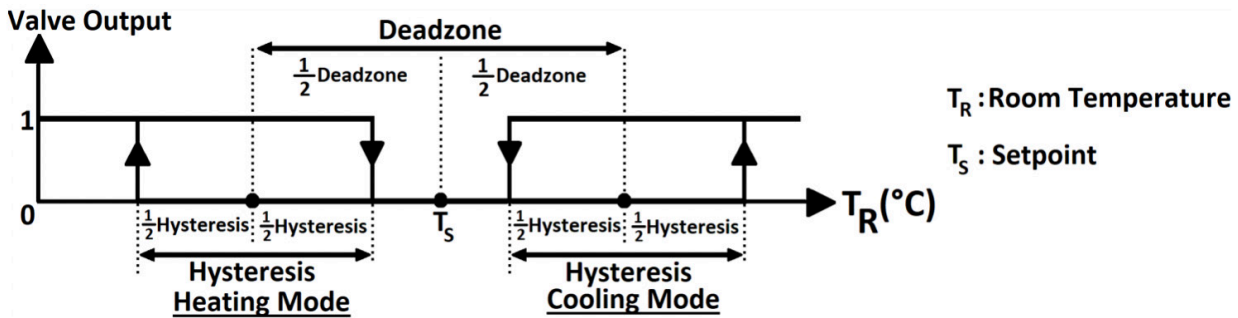 Valve Output
Deadzone
1/2 Deadzone 1/2 Deadzone
T_R : Room Temperature
1
T_S : Setpoint
0
T_R (°C)
1/2 Hysteresis 1/2 Hysteresis T_S 1/2 Hysteresis 1/2 Hysteresis
Hysteresis Hysteresis
Heating Mode Cooling Mode